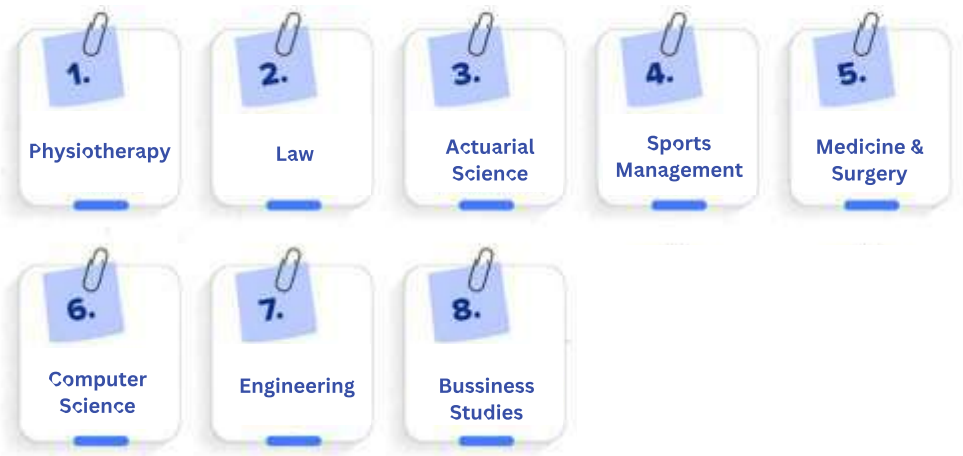 1.
Physiotherapy
2.
Law
3.
Actuarial
Science
4.
Sports
Management
5.
Medicine &
Surgery
6.
Computer
Science
7.
Engineering
8.
Bussiness
Studies